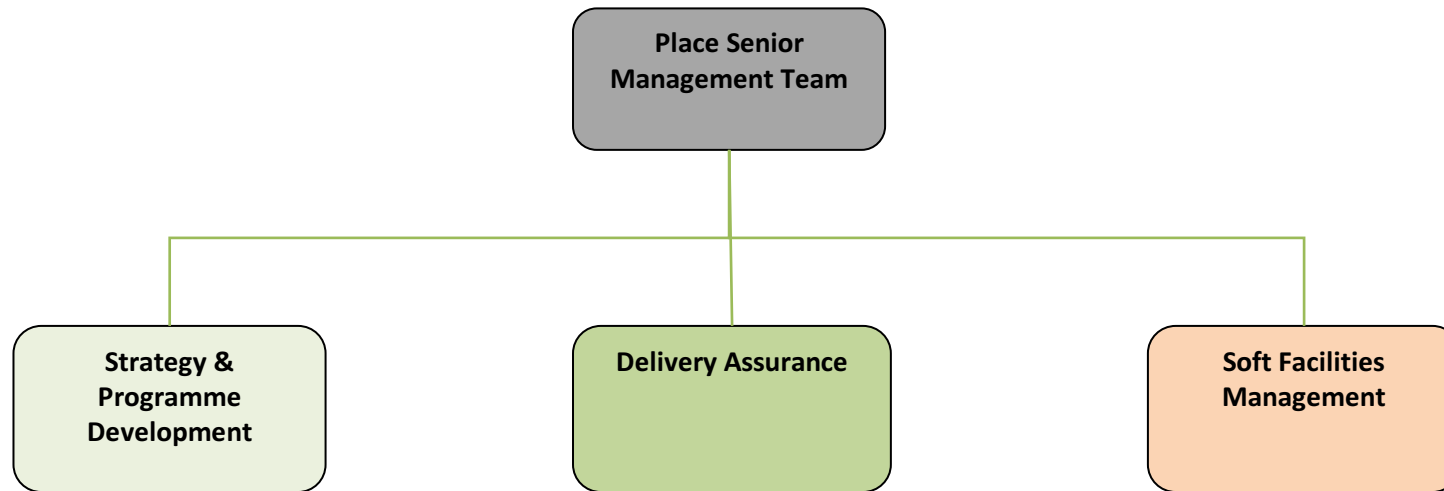 Place Senior
Management Team
Strategy &
Programme
Development
Delivery Assurance
Soft Facilities
Management